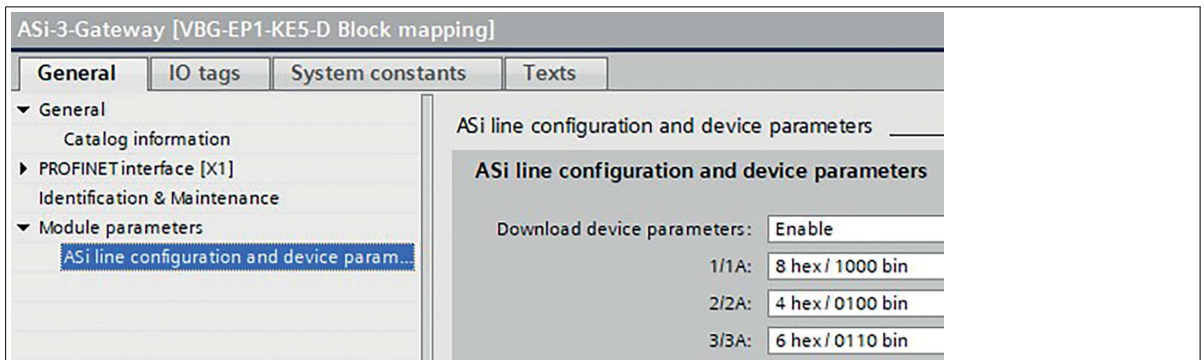 ASi-3-Gateway [VBG-EP1-KE5-D Block mapping]
General IO tags System constants Texts
General
Catalog information
PROFINET interface [X1]
Identification & Maintenance
Module parameters
ASi line configuration and device param...
ASi line configuration and device parameters
ASi line configuration and device parameters
Download device parameters: Enable
1/1A: 8 hex / 1000 bin
2/2A: 4 hex / 0100 bin
3/3A: 6 hex / 0110 bin